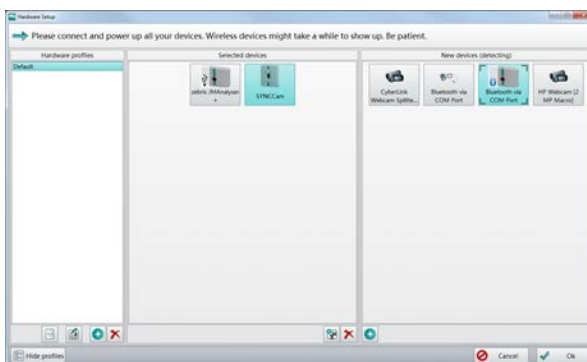 Hardware Setup
Please connect and power up all your devices. Wireless devices might take a while to show up. Be patient.
Hardware profiles
Selected devices
New devices (detecting)
Default
zebris JMAnalyser
+
SYNCCam
CyberLink
Webcam Splitte...
Bluetooth via
COM Port
Bluetooth via
COM Port
HP Webcam (2
MP Macro)
Hide profiles
Cancel
Ok